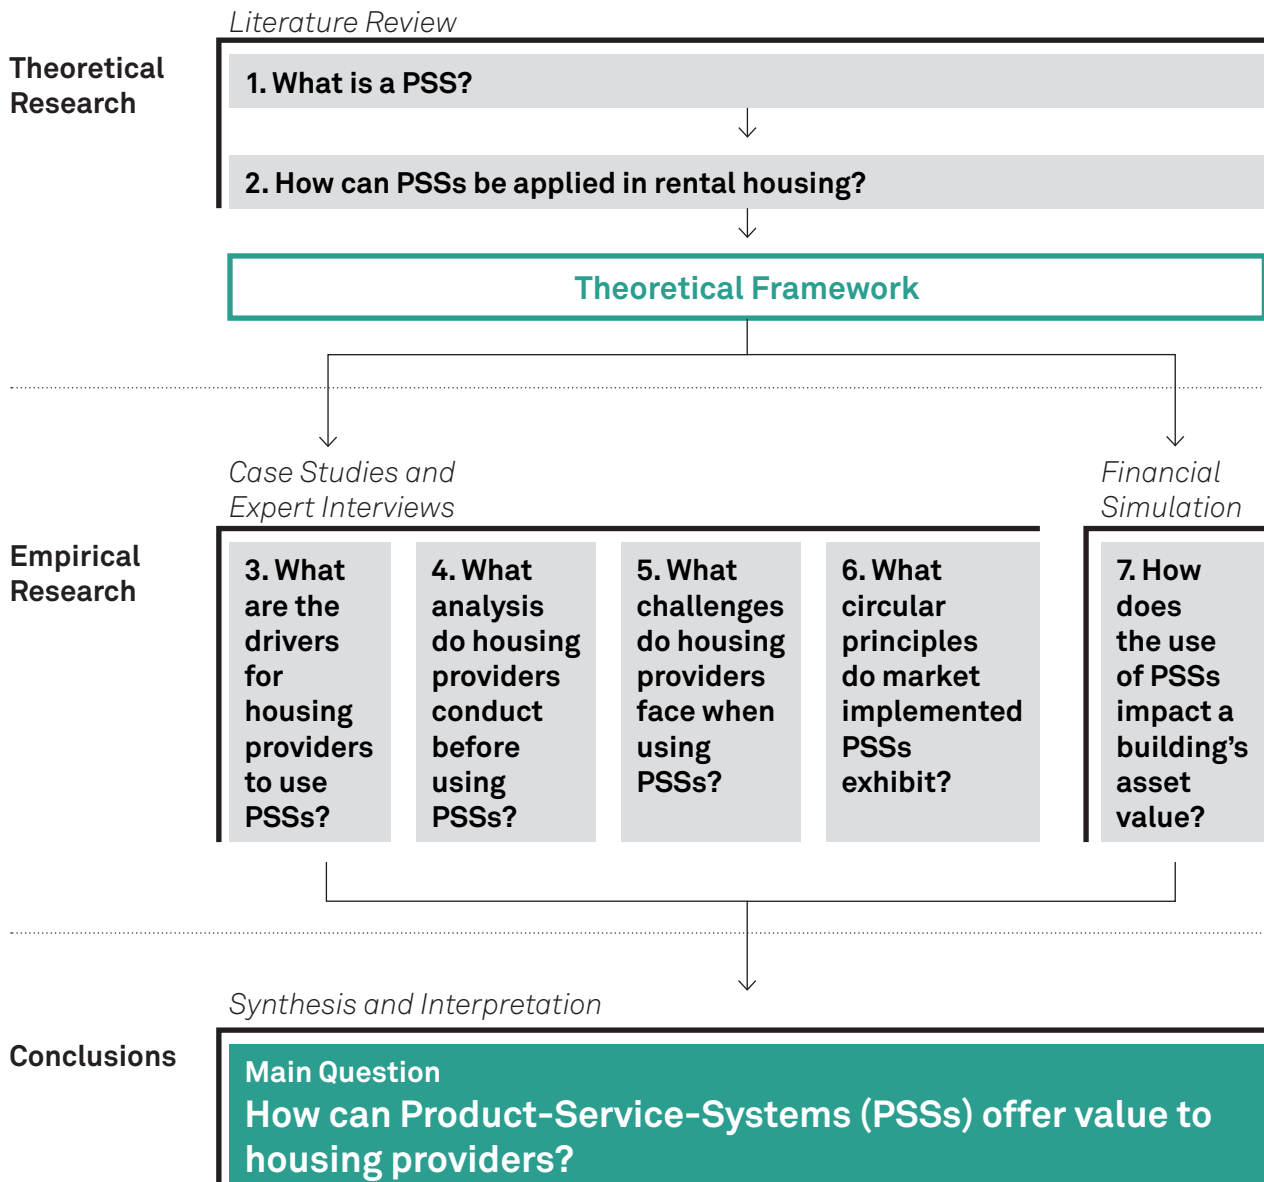 Literature Review
Theoretical
Research
1. What is a PSS?
2. How can PSSs be applied in rental housing?
Theoretical Framework
Case Studies and
Expert Interviews
Financial
Simulation
Empirical
Research
3. What
are the
drivers
for
housing
providers
to use
PSSs?
4. What
analysis
do housing
providers
conduct
before
using
PSSs?
5. What
challenges
do housing
providers
face when
using
PSSs?
6. What
circular
principles
do market
implemented
PSSs
exhibit?
7. How
does
the use
of PSSs
impact a
building’s
asset
value?
Synthesis and Interpretation
Conclusions
Main Question
How can Product-Service-Systems (PSSs) offer value to
housing providers?